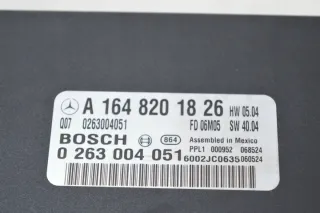 A 164 820 18 26 HW 05.04
Q07 0263004051 FD 06M05 SW 40.04
BOSCH 864 Assembled in Mexico
PPL1 000952 068524
0 263 004 051 6002JC0635060524